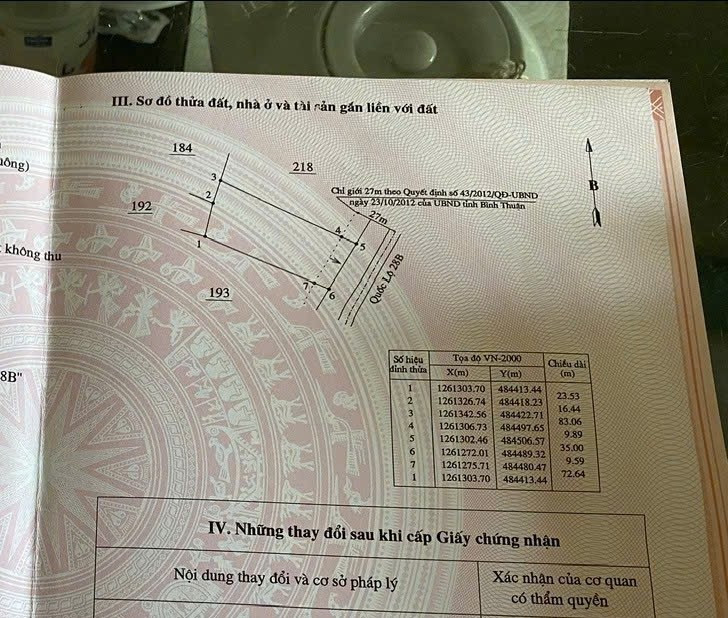 III. Sơ đồ thửa đất, nhà ở và tài sản gắn liền với đất
184
218
3
2
192
1
193
Chỉ giới 27m theo Quyết định số 43/2012/QĐ-UBND
ngày 23/10/2012 của UBND tỉnh Bình Thuận
27m
4
5
7
6
Quốc Lộ 28B
B
không thu
8B"
Số hiệu đỉnh thửa Tọa độ VN-2000 Chiều dài (m)
X(m) Y(m)
1 1261303.70 484413.44
23.53
2 1261326.74 484418.23
16.44
3 1261342.56 484422.71
83.06
4 1261306.73 484497.65
9.89
5 1261302.46 484506.57
35.00
6 1261272.01 484489.32
9.59
7 1261275.71 484480.47
72.64
1 1261303.70 484413.44
IV. Những thay đổi sau khi cấp Giấy chứng nhận
Nội dung thay đổi và cơ sở pháp lý
Xác nhận của cơ quan
có thẩm quyền